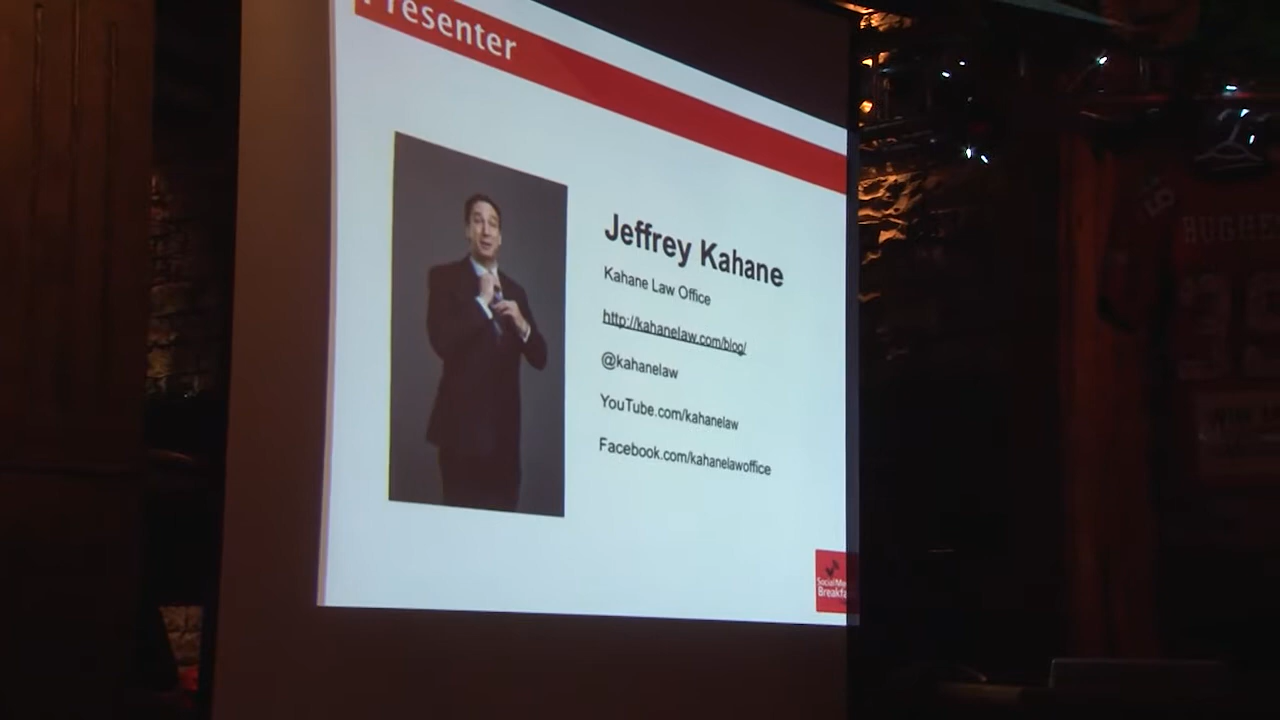 Presenter
Jeffrey Kahane
Kahane Law Office
http://kahanelaw.com/blog/
@kahanelaw
YouTube.com/kahanelaw
Facebook.com/kahanelawoffice